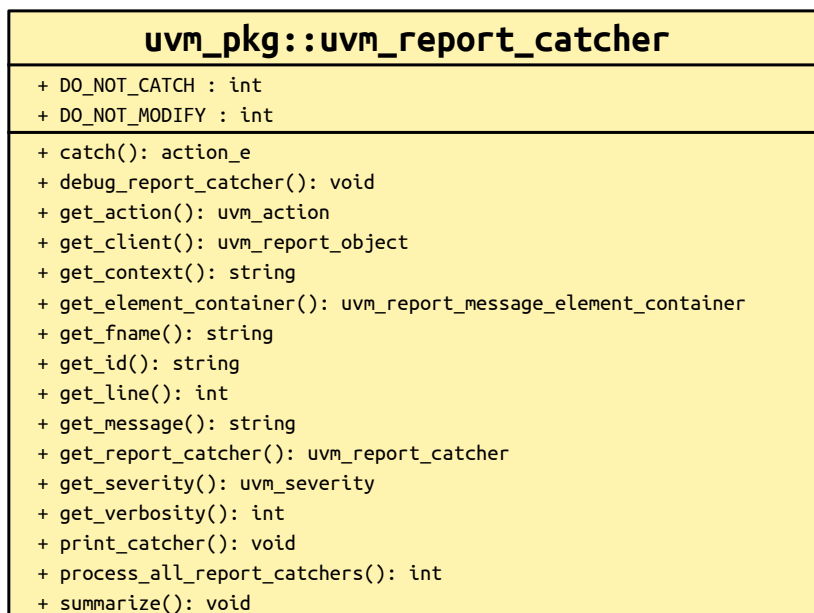 uvm_pkg::uvm_report_catcher
+ DO_NOT_CATCH : int
+ DO_NOT_MODIFY : int
+ catch(): action_e
+ debug_report_catcher(): void
+ get_action(): uvm_action
+ get_client(): uvm_report_object
+ get_context(): string
+ get_element_container(): uvm_report_message_element_container
+ get_fname(): string
+ get_id(): string
+ get_line(): int
+ get_message(): string
+ get_report_catcher(): uvm_report_catcher
+ get_severity(): uvm_severity
+ get_verbosity(): int
+ print_catcher(): void
+ process_all_report_catchers(): int
+ summarize(): void